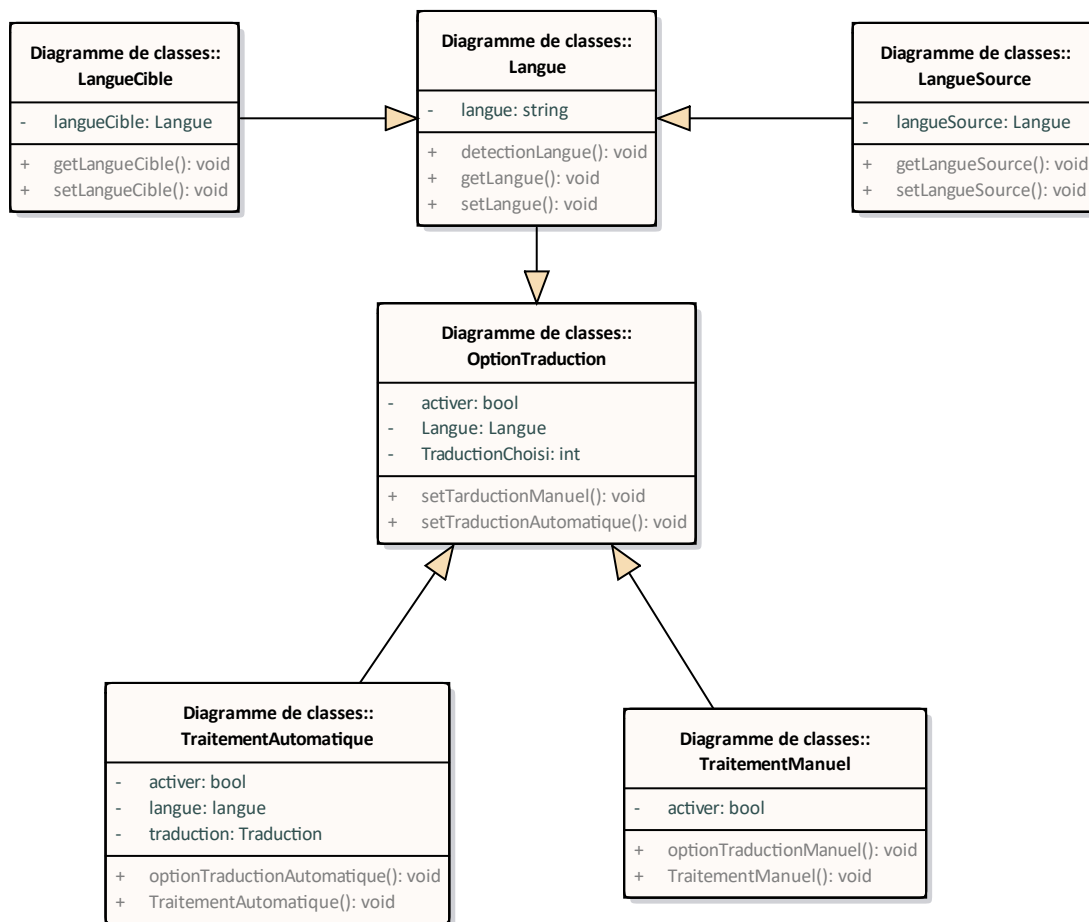 Diagramme de classes::
LangueCible
- langueCible: Langue
+ getLangueCible(): void
+ setLangueCible(): void
Diagramme de classes::
Langue
- langue: string
+ detectionLangue(): void
+ getLangue(): void
+ setLangue(): void
Diagramme de classes::
LangueSource
- langueSource: Langue
+ getLangueSource(): void
+ setLangueSource(): void
Diagramme de classes::
OptionTraduction
- activer: bool
- Langue: Langue
- TraductionChoisi: int
+ setTarductionManuel(): void
+ setTraductionAutomatique(): void
Diagramme de classes::
TraitementAutomatique
- activer: bool
- langue: langue
- traduction: Traduction
+ optionTraductionAutomatique(): void
+ TraitementAutomatique(): void
Diagramme de classes::
TraitementManuel
- activer: bool
+ optionTraductionManuel(): void
+ TraitementManuel(): void